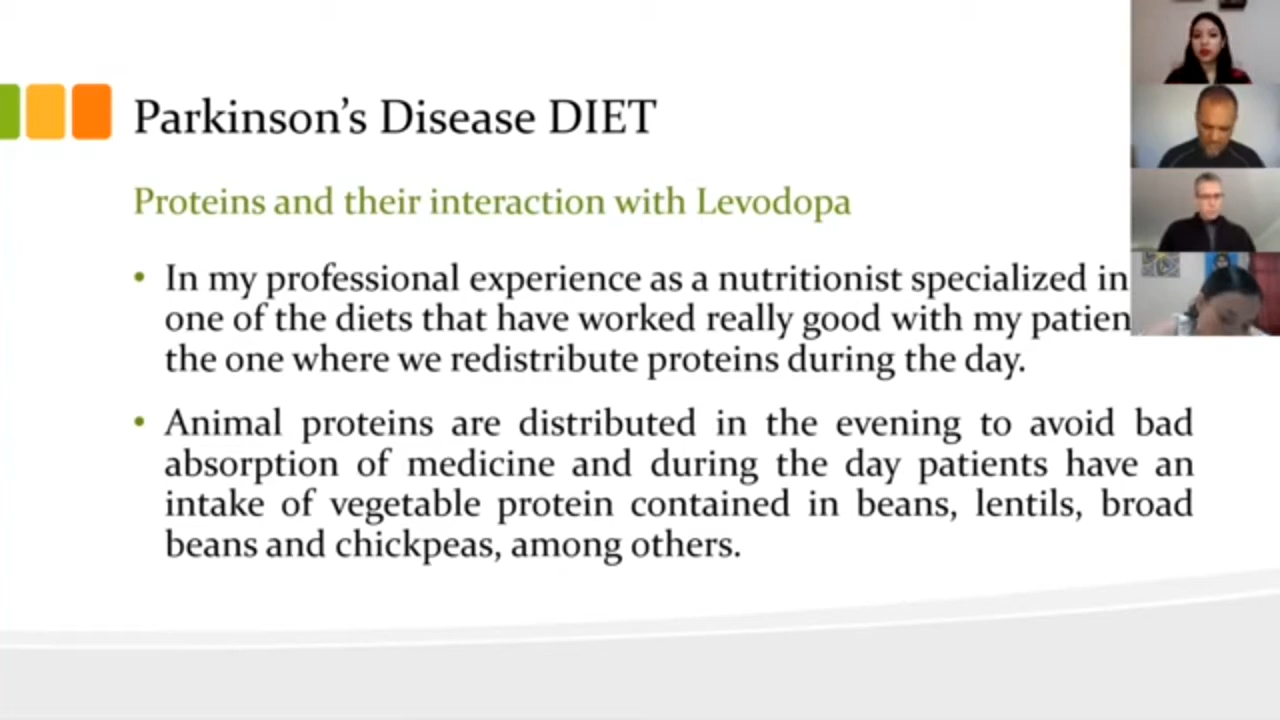 Parkinson's Disease DIET
Proteins and their interaction with Levodopa
• In my professional experience as a nutritionist specialized in
one of the diets that have worked really good with my patien
the one where we redistribute proteins during the day.
• Animal proteins are distributed in the evening to avoid bad
absorption of medicine and during the day patients have an
intake of vegetable protein contained in beans, lentils, broad
beans and chickpeas, among others.